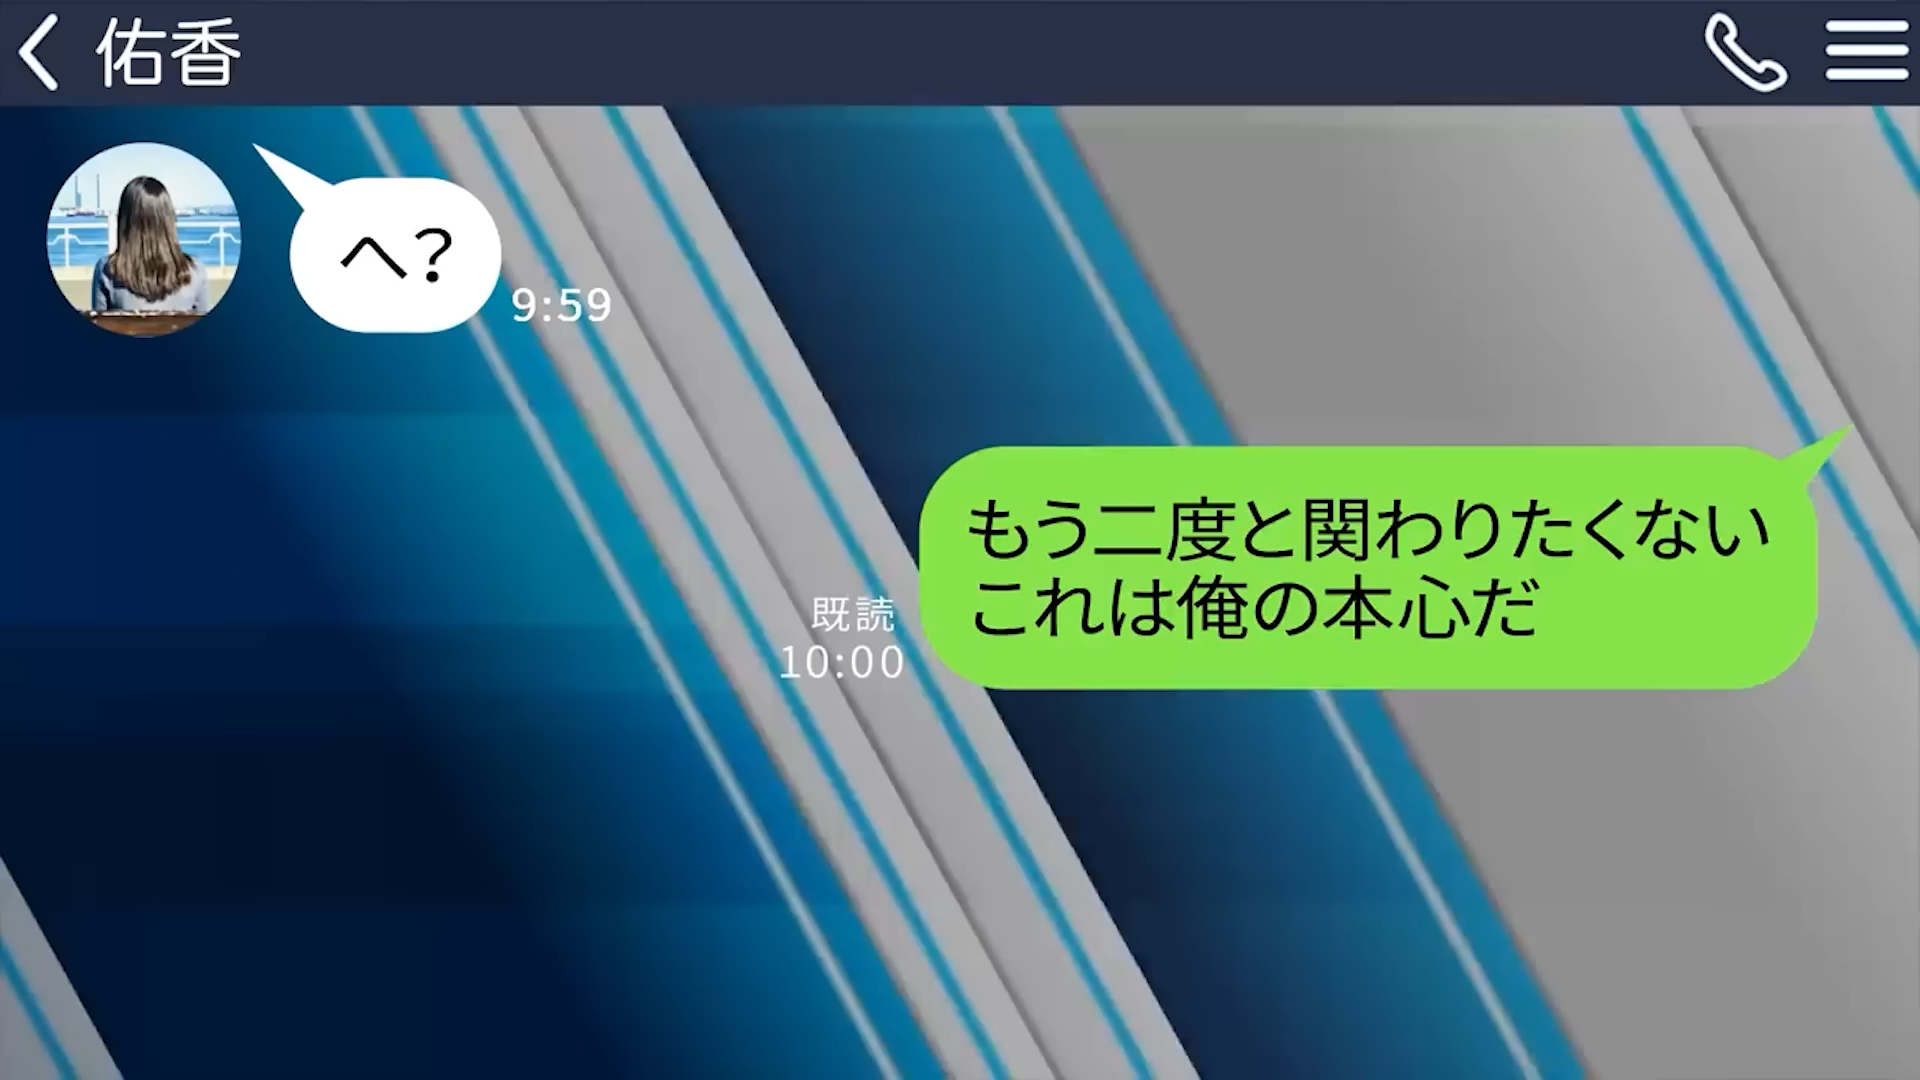 佑香
へ？
9:59
もう二度と関わりたくない
これは俺の本心だ
既読
10:00